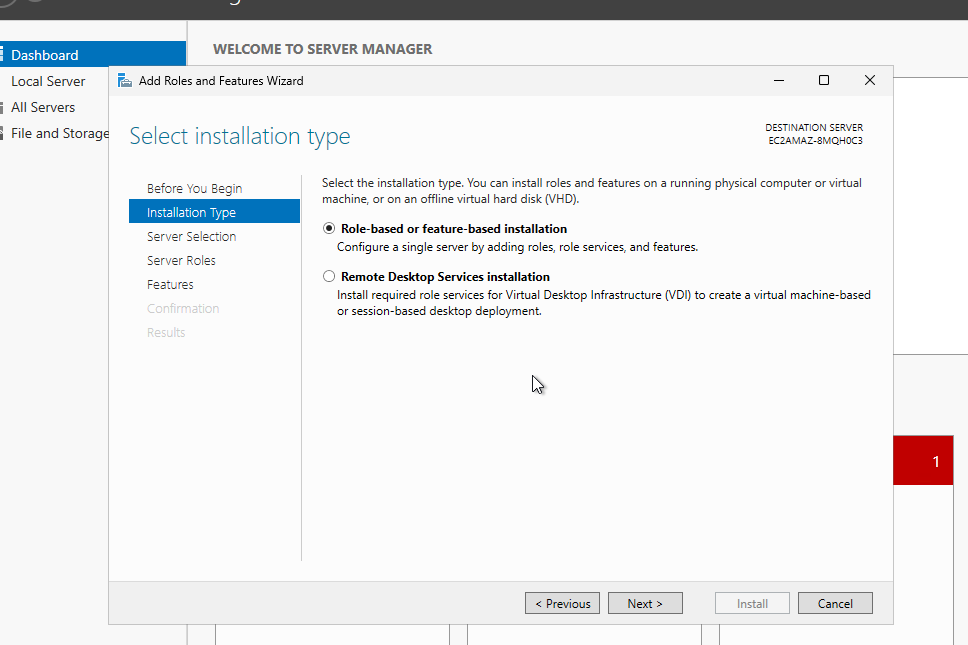 WELCOME TO SERVER MANAGER
Dashboard
Local Server
All Servers
File and Storage
Add Roles and Features Wizard
Select installation type
DESTINATION SERVER
EC2AMAZ-8MQH0C3
Before You Begin
Installation Type
Server Selection
Server Roles
Features
Confirmation
Results
Select the installation type. You can install roles and features on a running physical computer or virtual
machine, or on an offline virtual hard disk (VHD).
Role-based or feature-based installation
Configure a single server by adding roles, role services, and features.
Remote Desktop Services installation
Install required role services for Virtual Desktop Infrastructure (VDI) to create a virtual machine-based
or session-based desktop deployment.
1
< Previous
Next >
Install
Cancel